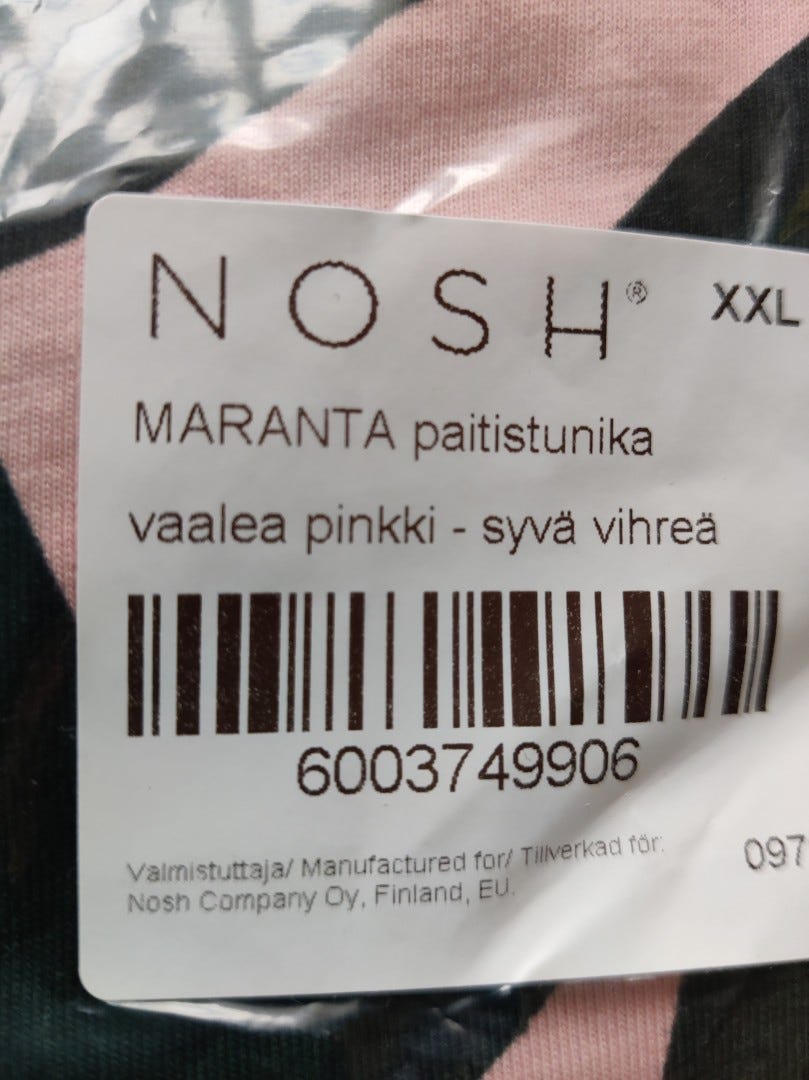 NOSH® XXL
MARANTA paitistunika
vaalea pinkki - syvä vihreä
6003749906
Valmistuttaja/ Manufactured for/ Tillverkad för: 097
Nosh Company Oy, Finland, EU.